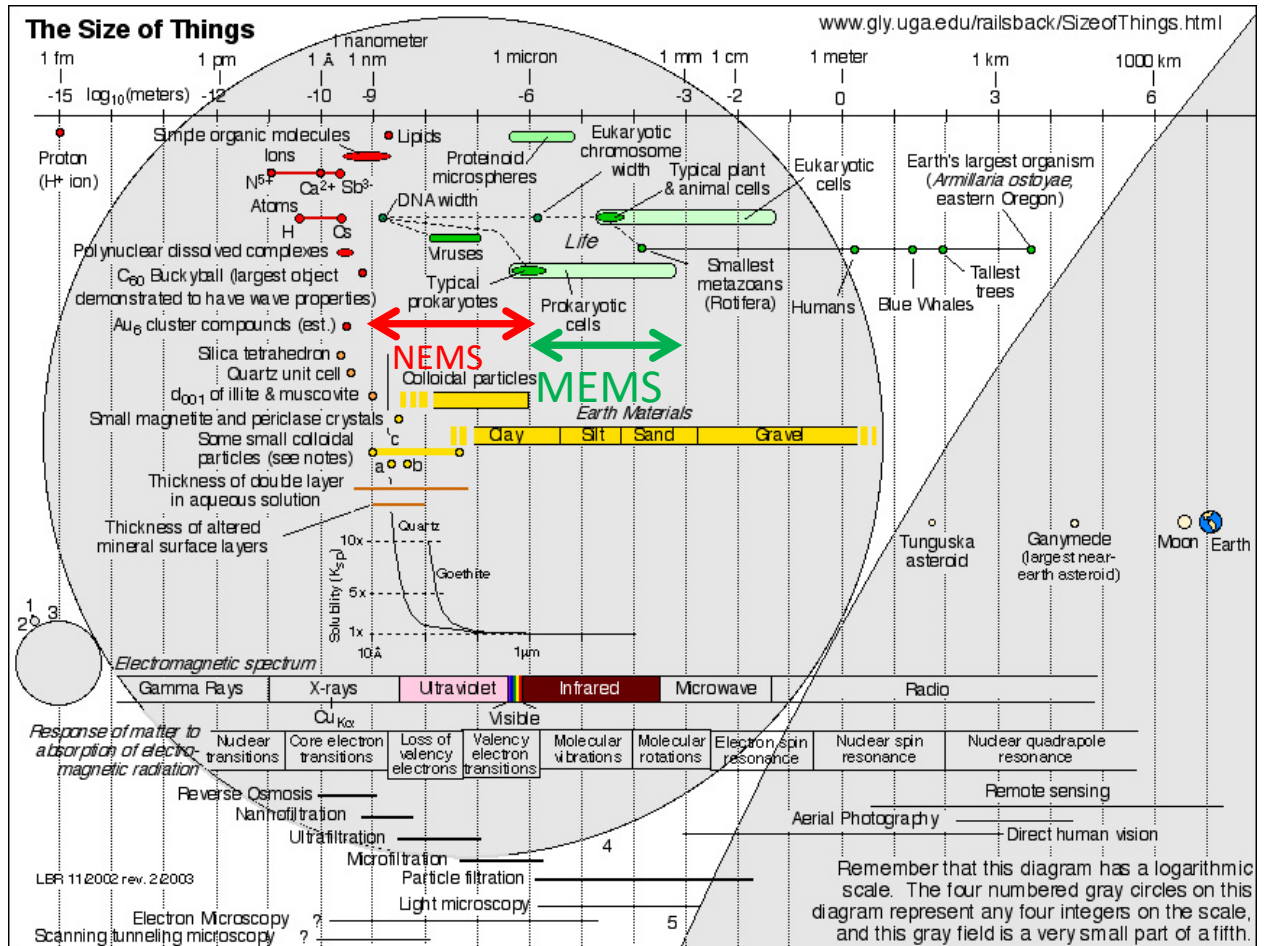 The Size of Things
www.gly.uga.edu/railsback/SizeofThings.html
1 nanometer
1 fm
1 pm
1 Å
1 nm
1 micron
1 mm
1 cm
1 meter
1 km
1000 km
-15
log10(meters)
-12
-10
-9
-6
-3
-2
0
3
6
Proton
(H+ ion)
Simple organic molecules
Lipids
Ions
N5+
Ca2+
Sb3-
Atoms
H
Cs
DNA width
Proteinoid
microspheres
Eukaryotic
chromosome
width
Typical plant
& animal cells
Eukaryotic
cells
Earth's largest organism
(Armillaria ostoyae,
eastern Oregon)
Polynuclear dissolved complexes
Viruses
Life
C60 Buckyball (largest object
demonstrated to have wave properties)
Typical
prokaryotes
Prokaryotic
cells
Smallest
metazoans
(Rotifera)
Humans
Blue Whales
Tallest
trees
Au6 cluster compounds (est.)
NEMS
MEMS
Silica tetrahedron
Quartz unit cell
d001 of illite & muscovite
Colloidal particles
Small magnetite and periclase crystals
Earth Materials
Some small colloidal
particles (see notes)
c
a
b
Clay
Silt
Sand
Gravel
Thickness of double layer
in aqueous solution
Thickness of altered
mineral surface layers
Quartz
Goethite
Solubility (Ksp)
10x
5x
1x
10Å
1µm
Tunguska
asteroid
Ganymede
(largest near-
earth asteroid)
Moon
Earth
1
2
3
Electromagnetic spectrum
Gamma Rays
X-rays
Ultraviolet
Infrared
Microwave
Radio
CuKα
Visible
Response of matter to
absorption of electro-
magnetic radiation
Nuclear
transitions
Core electron
transitions
Loss of
valency
electrons
Valency
electron
transitions
Molecular
vibrations
Molecular
rotations
Electron spin
resonance
Nuclear spin
resonance
Nuclear quadrapole
resonance
Reverse Osmosis
Nannofiltration
Ultrafiltration
Microfiltration
Particle filtration
Light microscopy
Electron Microscopy ?
Scanning tunneling microscopy ?
4
5
Remote sensing
Aerial Photography
Direct human vision
LBR 11/2002 rev. 2/2003
Remember that this diagram has a logarithmic
scale. The four numbered gray circles on this
diagram represent any four integers on the scale,
and this gray field is a very small part of a fifth.